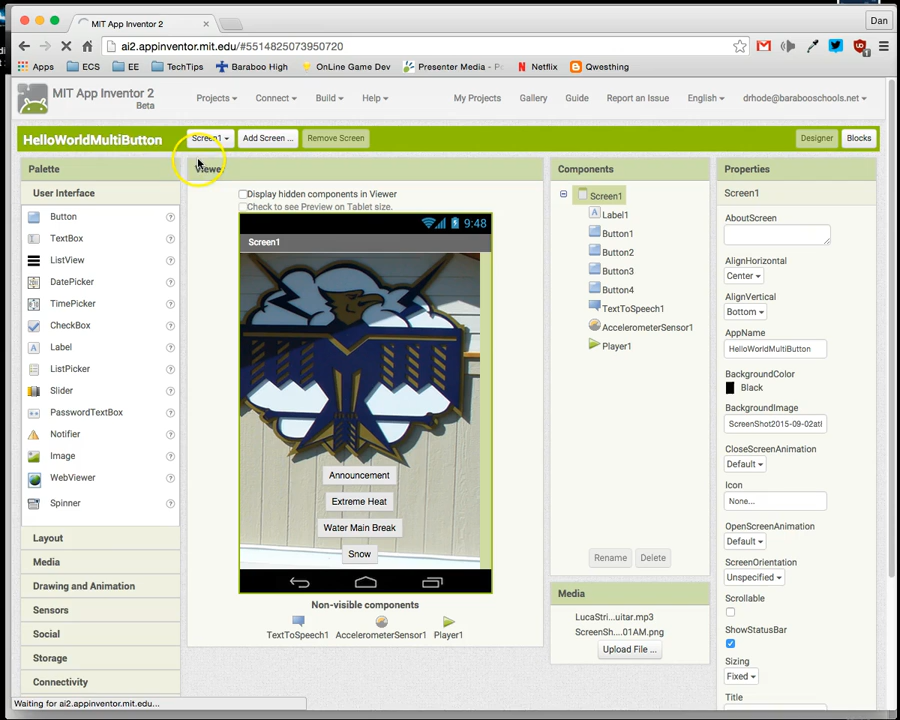 MIT App Inventor 2
Dan
ai2.appinventor.mit.edu/#5514825073950720
Apps ECS EE TechTips Baraboo High OnLine Game Dev Presenter Media - P Netflix Qwesthing
MIT App Inventor 2
Beta
Projects Connect Build Help My Projects Gallery Guide Report an Issue English drhode@barabooschools.net
HelloWorldMultiButton Screen1 Add Screen ... Remove Screen Designer Blocks
Palette
User Interface
Button
TextBox
ListView
DatePicker
TimePicker
CheckBox
Label
ListPicker
Slider
PasswordTextBox
Notifier
Image
WebViewer
Spinner
Layout
Media
Drawing and Animation
Sensors
Social
Storage
Connectivity
Viewer
Display hidden components in Viewer
Check to see Preview on Tablet size.
9:48
Screen1
Announcement
Extreme Heat
Water Main Break
Snow
Non-visible components
TextToSpeech1 AccelerometerSensor1 Player1
Components
Screen1
Label1
Button1
Button2
Button3
Button4
TextToSpeech1
AccelerometerSensor1
Player1
Rename Delete
Media
LucaStri...uitar.mp3
ScreenSh....01AM.png
Upload File ...
Properties
Screen1
AboutScreen
AlignHorizontal
Center
AlignVertical
Bottom
AppName
HelloWorldMultiButton
BackgroundColor
Black
BackgroundImage
ScreenShot2015-09-02at
CloseScreenAnimation
Default
Icon
None...
OpenScreenAnimation
Default
ScreenOrientation
Unspecified
Scrollable
ShowStatusBar
Sizing
Fixed
Title
Waiting for ai2.appinventor.mit.edu...